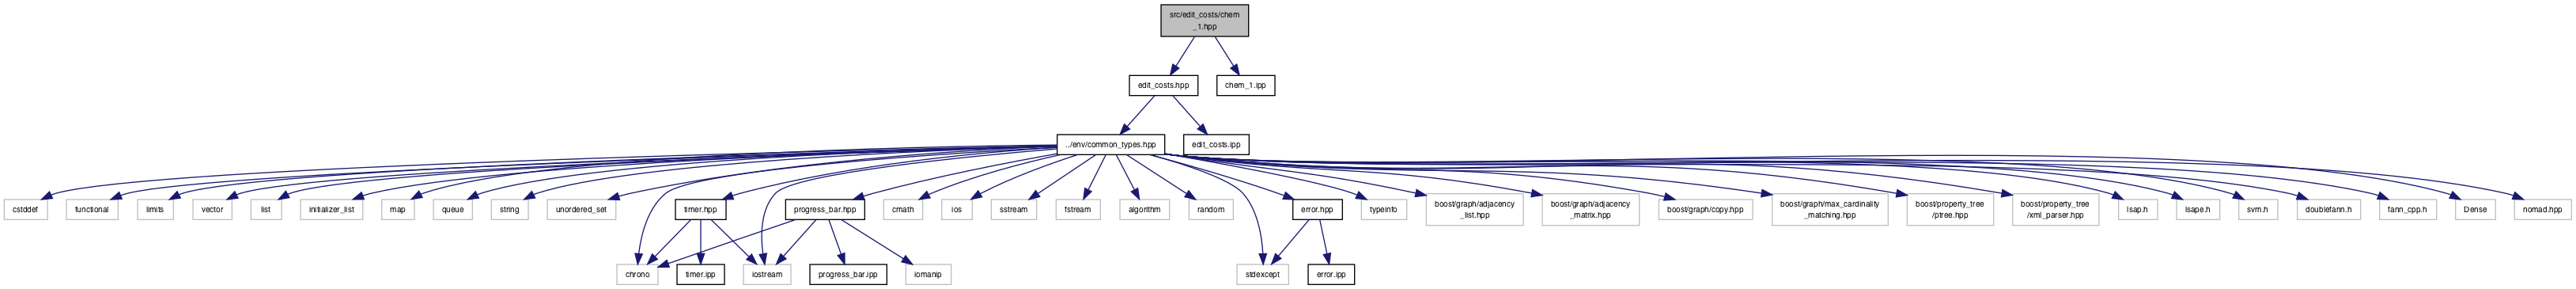 src/edit_costs/chem
_1.hpp
edit_costs.hpp
chem_1.ipp
../env/common_types.hpp
edit_costs.ipp
cstddef
functional
limits
vector
list
initializer_list
map
queue
string
unordered_set
timer.hpp
progress_bar.hpp
cmath
ios
sstream
fstream
algorithm
random
error.hpp
typeinfo
boost/graph/adjacency
_list.hpp
boost/graph/adjacency
_matrix.hpp
boost/graph/copy.hpp
boost/graph/max_cardinality
_matching.hpp
boost/property_tree
/ptree.hpp
boost/property_tree
/xml_parser.hpp
lsap.h
lsape.h
svm.h
doublefann.h
fann_cpp.h
Dense
nomad.hpp
chrono
timer.ipp
iostream
progress_bar.ipp
iomanip
stdexcept
error.ipp